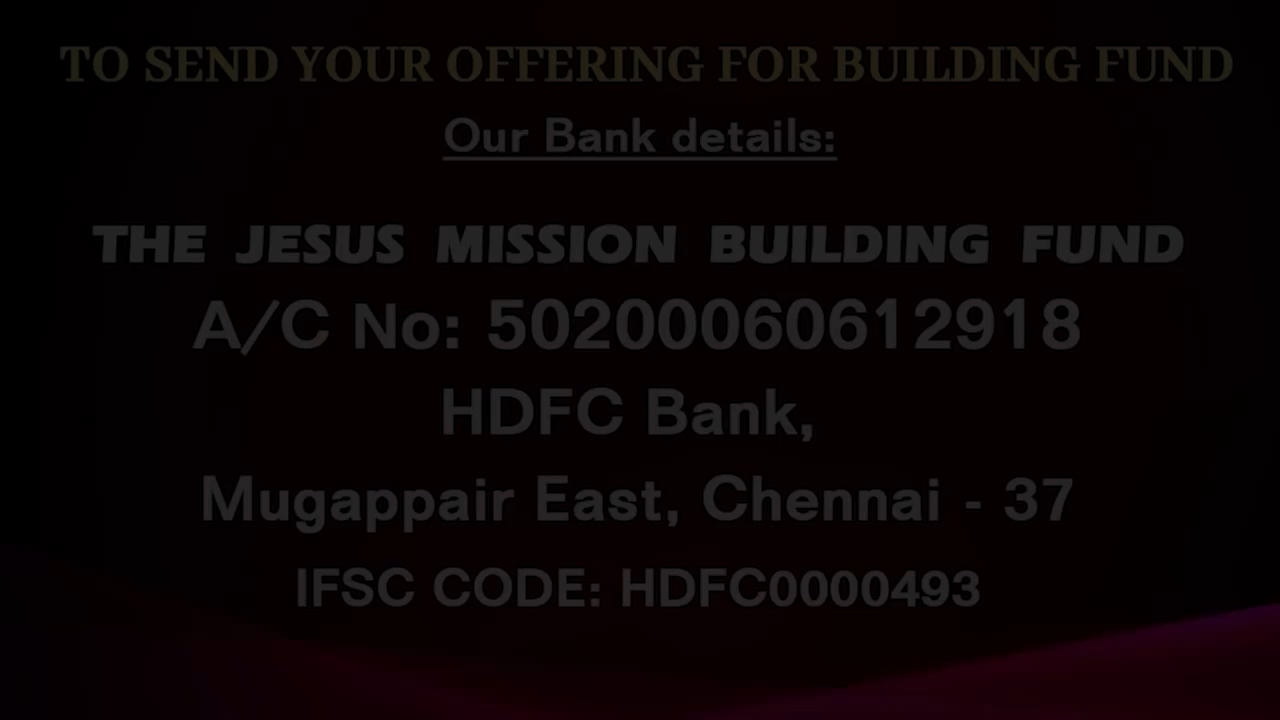 TO SEND YOUR OFFERING FOR BUILDING FUND
Our Bank details:
THE JESUS MISSION BUILDING FUND
A/C No: 50200060612918
HDFC Bank,
Mugappair East, Chennai - 37
IFSC CODE: HDFC0000493